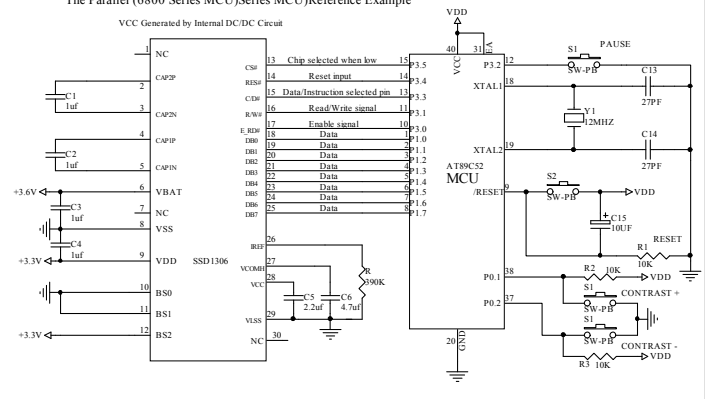 The Parallel (6800 Series MCU)Series MCU)Reference Example
VCC Generated by Internal DC/DC Circuit
VDD
1 NC
CAP2P
2
C1
1uf
3
CAP2N
4
CAP1P
C2
1uf
5
CAP1N
+3.6V
6
VBAT
C3
1uf
7
NC
8
VSS
C4
1uf
+3.3V
9
VDD
10
BS0
11
BS1
+3.3V
12
BS2
SSD1306
CS# 13 Chip selected when low 15 P3.5
RES# 14 Reset input 14 P3.4
C/D# 15 Data/Instruction selected pin 13 P3.3
R/W# 16 Read/Write signal 11 P3.1
E_RD# 17 Enable signal 10 P3.0
DB0 18 Data 1 P1.0
DB1 19 Data 2 P1.1
DB2 20 Data 3 P1.2
DB3 21 Data 4 P1.3
DB4 22 Data 5 P1.4
DB5 23 Data 6 P1.5
DB6 24 Data 7 P1.6
DB7 25 Data 8 P1.7
IREF 26
VCOMH 27
VCC 28
VLSS 29
NC 30
R
390K
C5
2.2uf
C6
4.7uf
40
VCC
31
EA
AT89C52
MCU
20
GND
P3.2 12
S1
SW-PB
PAUSE
XTAL1 18
C13
27PF
Y1
12MHZ
XTAL2 19
C14
27PF
/RESET 9
S2
SW-PB
VDD
C15
10UF
R1
10K
RESET
P0.1 38
R2 10K
VDD
S1
SW-PB
CONTRAST +
P0.2 37
S1
SW-PB
CONTRAST -
R3 10K
VDD